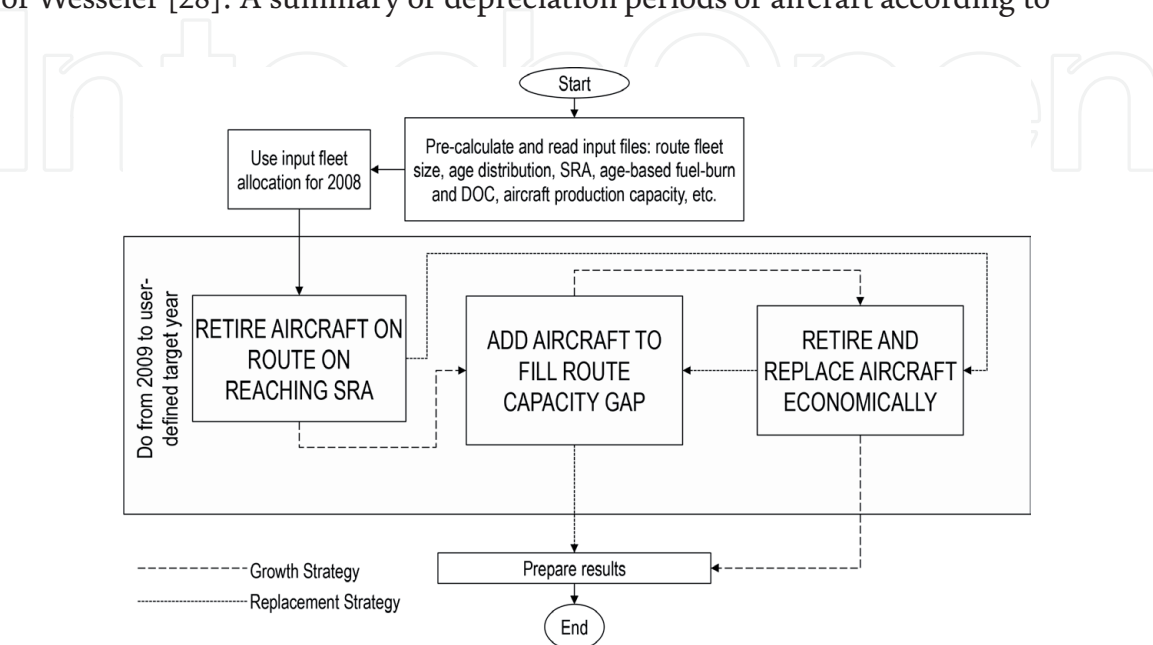 or Wesseler [28]. A summary of depreciation periods of aircraft according to
IntechOpen
Start
Pre-calculate and read input files: route fleet
size, age distribution, SRA, age-based fuel-burn
and DOC, aircraft production capacity, etc.
Use input fleet
allocation for 2008
Do from 2009 to user-
defined target year
RETIRE AIRCRAFT ON
ROUTE ON
REACHING SRA
ADD AIRCRAFT TO
FILL ROUTE
CAPACITY GAP
RETIRE AND
REPLACE AIRCRAFT
ECONOMICALLY
Prepare results
Growth Strategy
Replacement Strategy
End